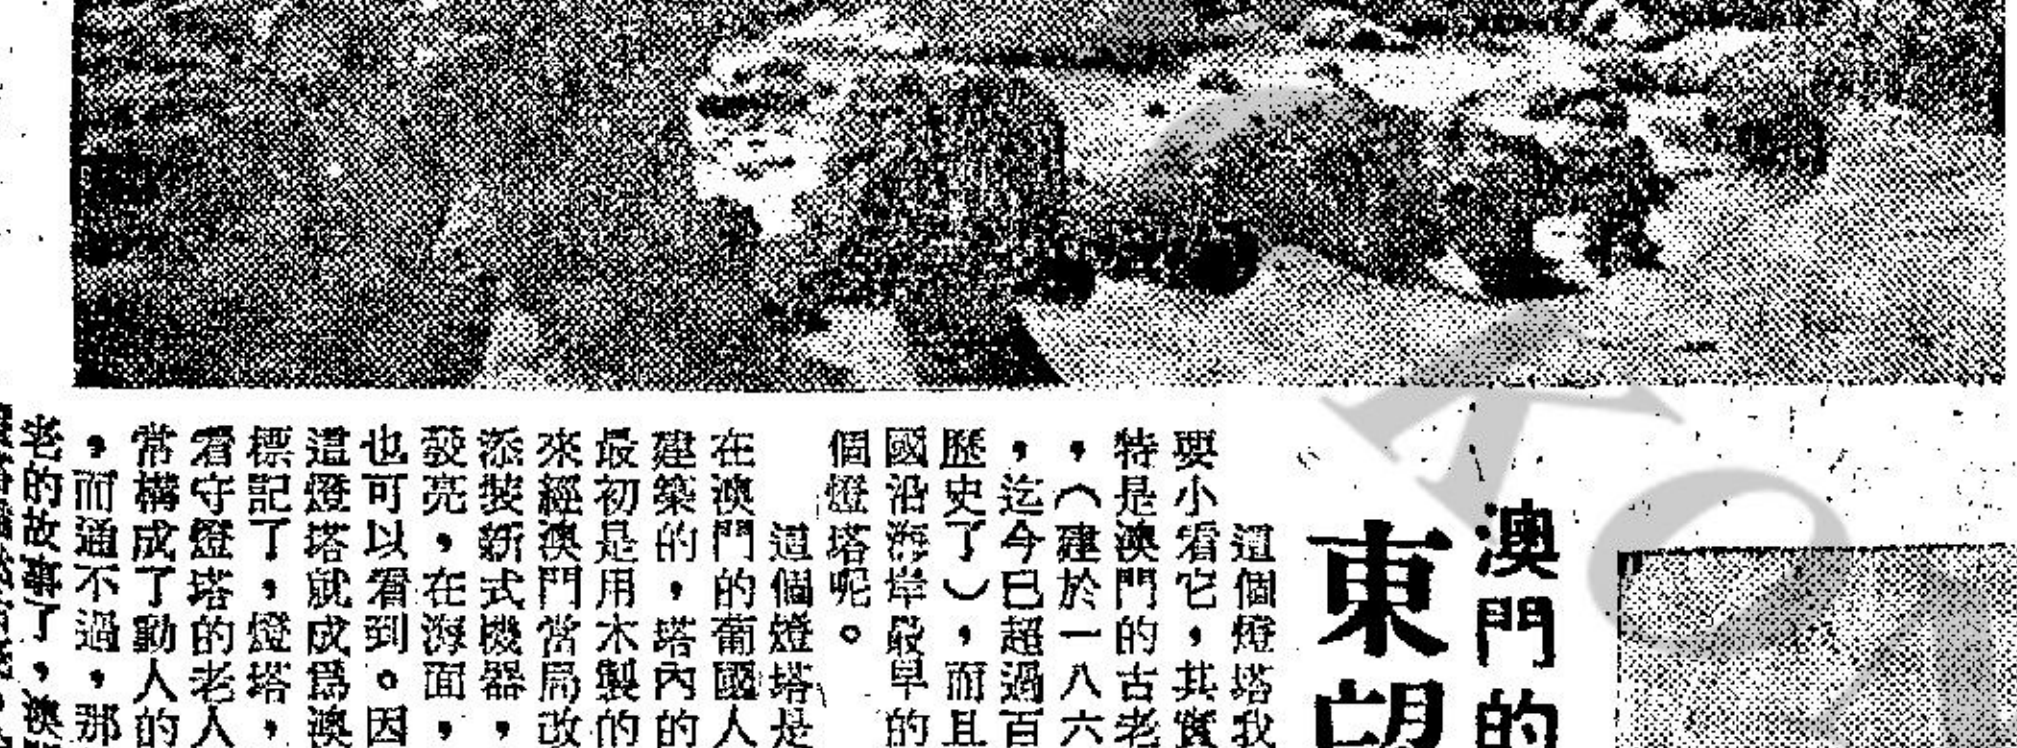 澳門的
東望
這個燈塔我
要小看它，其實
特是澳門的古老
，（建於一八六
，迄今已超過百
歷史了），而且
國沿海岸最早的
個燈塔呢。
這個燈塔是
在澳門的葡國人
建築的，塔內的
最初是用木製的
來經澳門當局改
添裝新式機器，
發亮，在海面，
也可以看到。因
這燈塔就成爲澳
標記了，燈塔，
看守燈塔的老人
常構成了動人的
，而通不過，那
老的故事了，澳